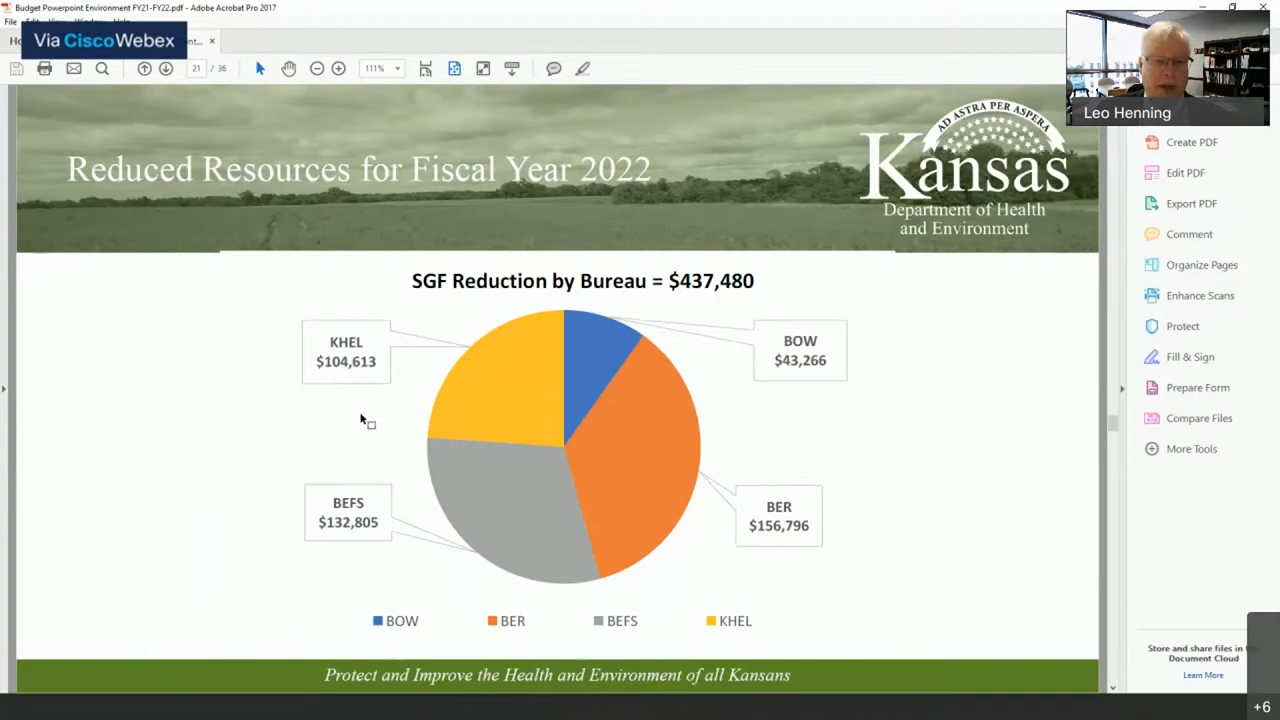 Budget Powerpoint Environment FY21-FY22.pdf - Adobe Acrobat Pro 2017
File Edit View Window Help
Via CiscoWebex
21 / 36
111%
Leo Henning
Create PDF
Edit PDF
Export PDF
Comment
Organize Pages
Enhance Scans
Protect
Fill & Sign
Prepare Form
Compare Files
More Tools
Store and share files in
Document Cloud
Learn More
Reduced Resources for Fiscal Year 2022
AD ASTRA PER ASPERA
Kansas
Department of Health
and Environment
SGF Reduction by Bureau = $437,480
KHEL
$104,613
BOW
$43,266
BEFS
$132,805
BER
$156,796
BOW BER BEFS KHEL
Protect and Improve the Health and Environment of all Kansans
+6